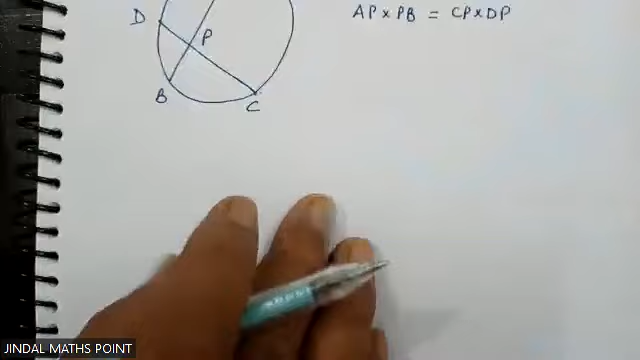 D
AP×PB = CP×DP
P
B
C
JINDAL MATHS POINT